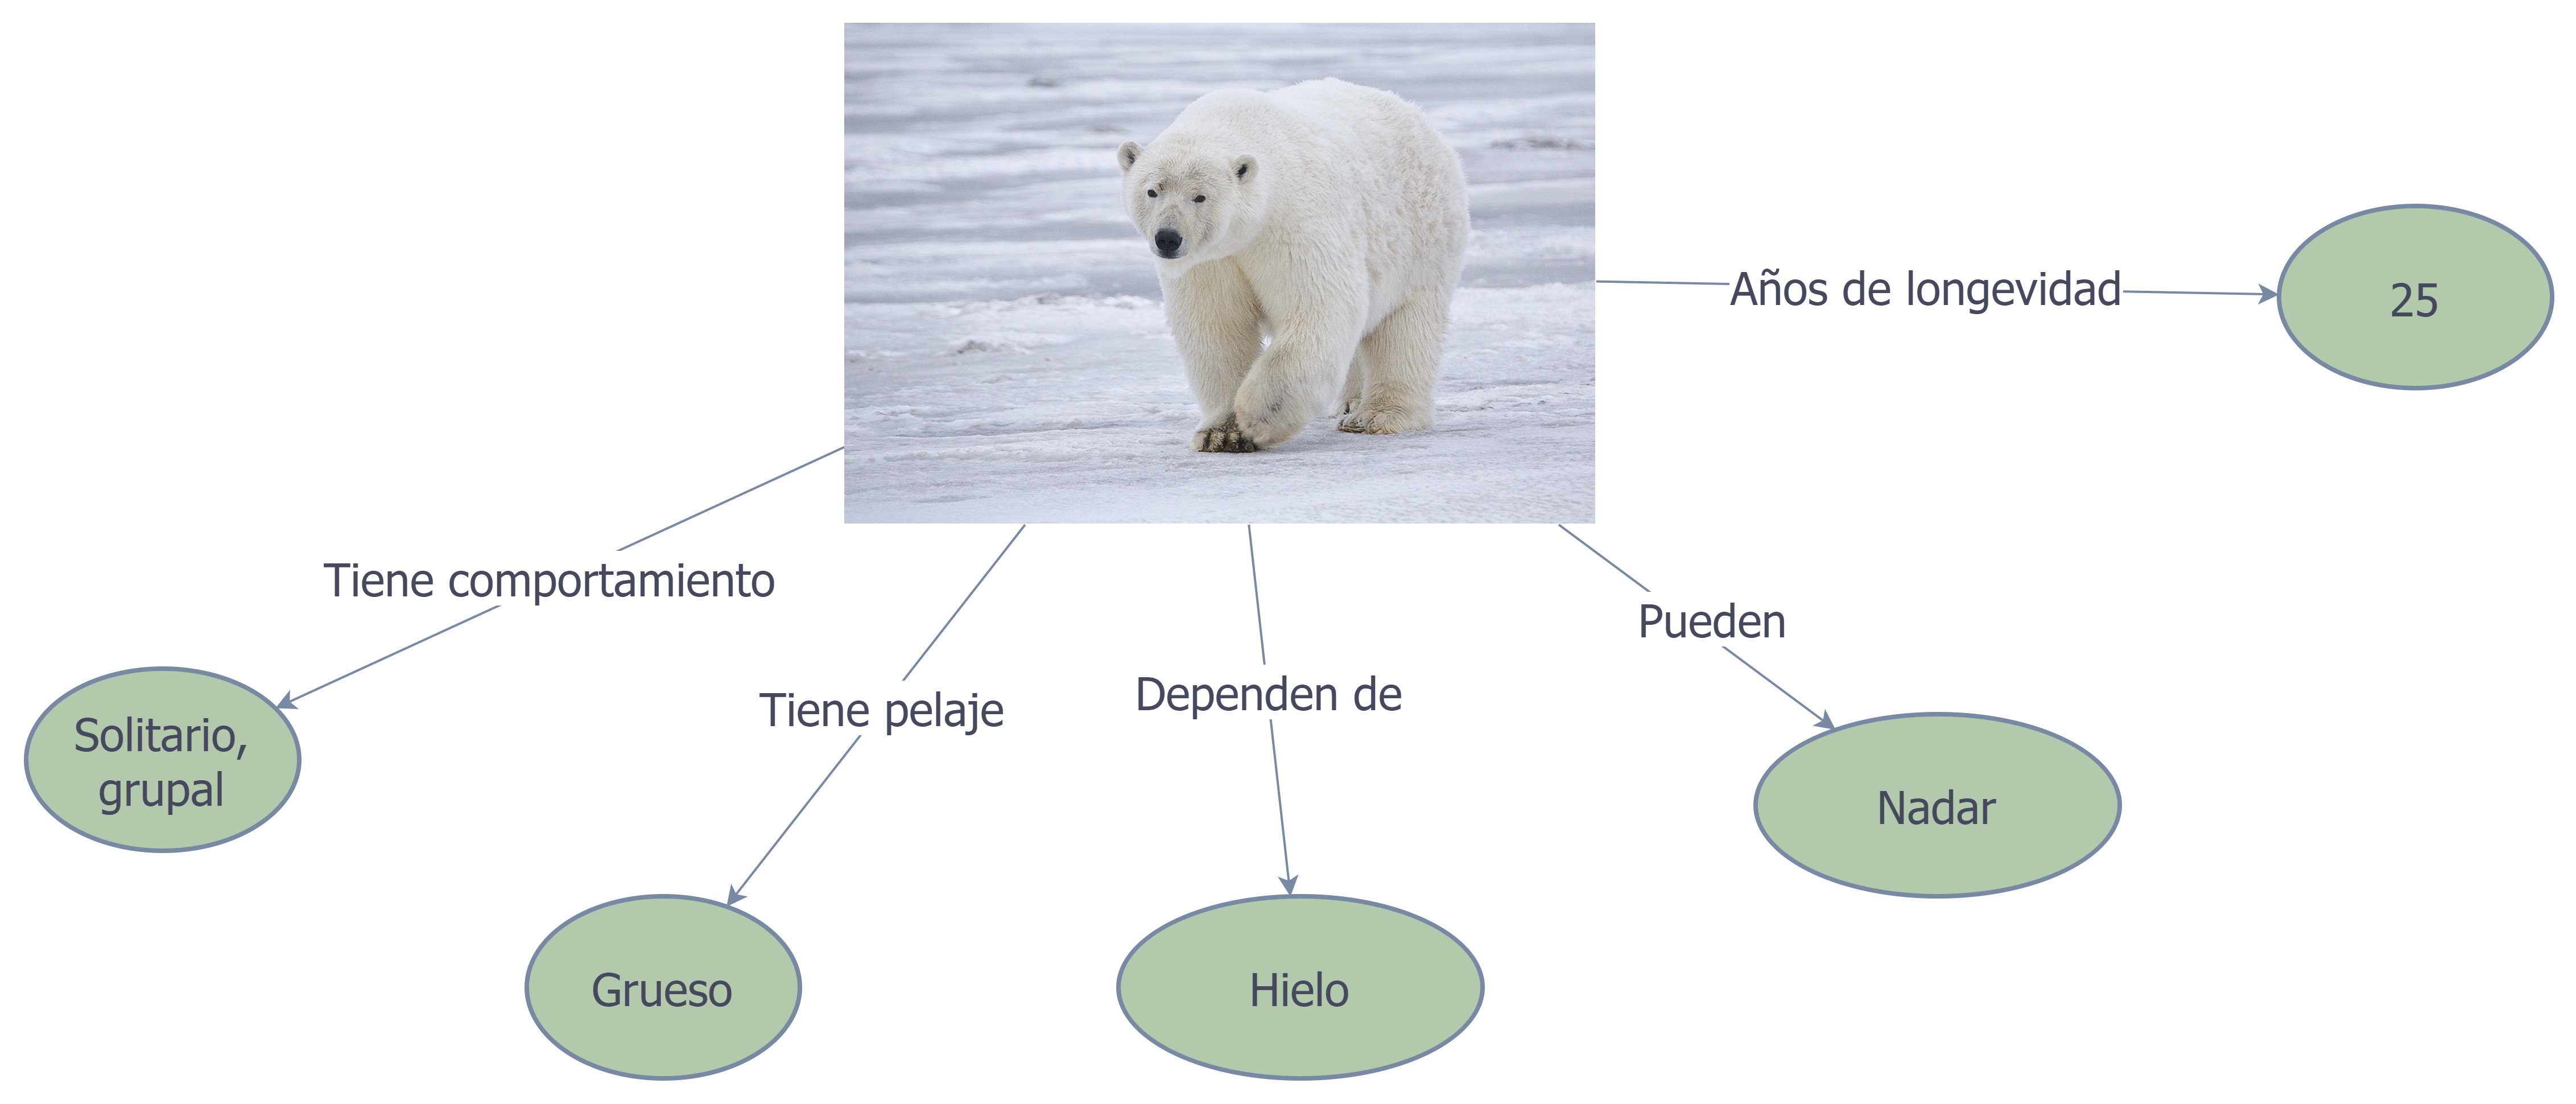 Años de longevidad
25
Tiene comportamiento
Pueden
Dependen de
Tiene pelaje
Solitario,
grupal
Nadar
Grueso
Hielo